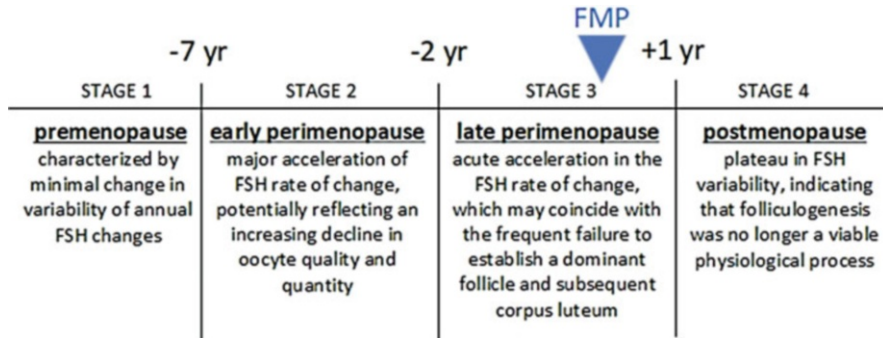 FMP
-7 yr
-2 yr
+1 yr
STAGE 1
STAGE 2
STAGE 3
STAGE 4
premenopause
characterized by
minimal change in
variability of annual
FSH changes
early perimenopause
major acceleration of
FSH rate of change,
potentially reflecting an
increasing decline in
oocyte quality and
quantity
late perimenopause
acute acceleration in the
FSH rate of change,
which may coincide with
the frequent failure to
establish a dominant
follicle and subsequent
corpus luteum
postmenopause
plateau in FSH
variability, indicating
that folliculogenesis
was no longer a viable
physiological process